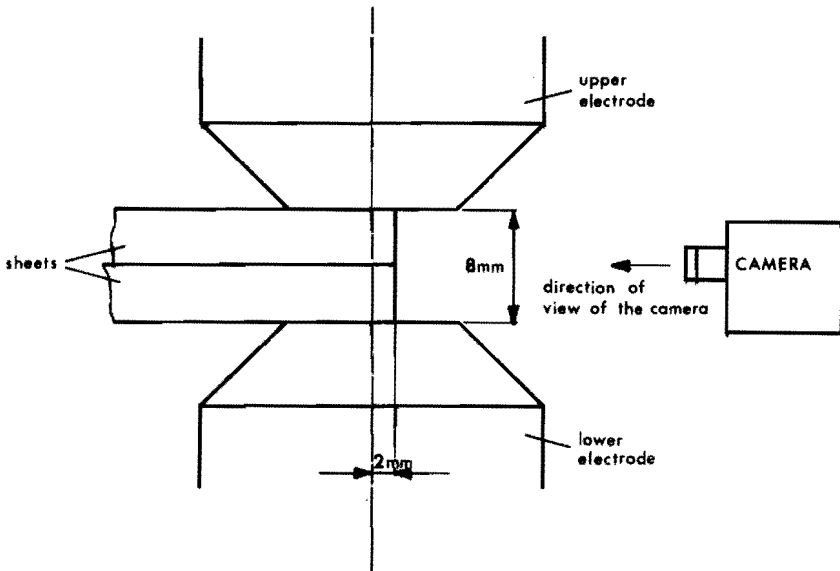 upper
electrode
sheets
8mm
CAMERA
direction of
view of the camera
lower
electrode
2mm